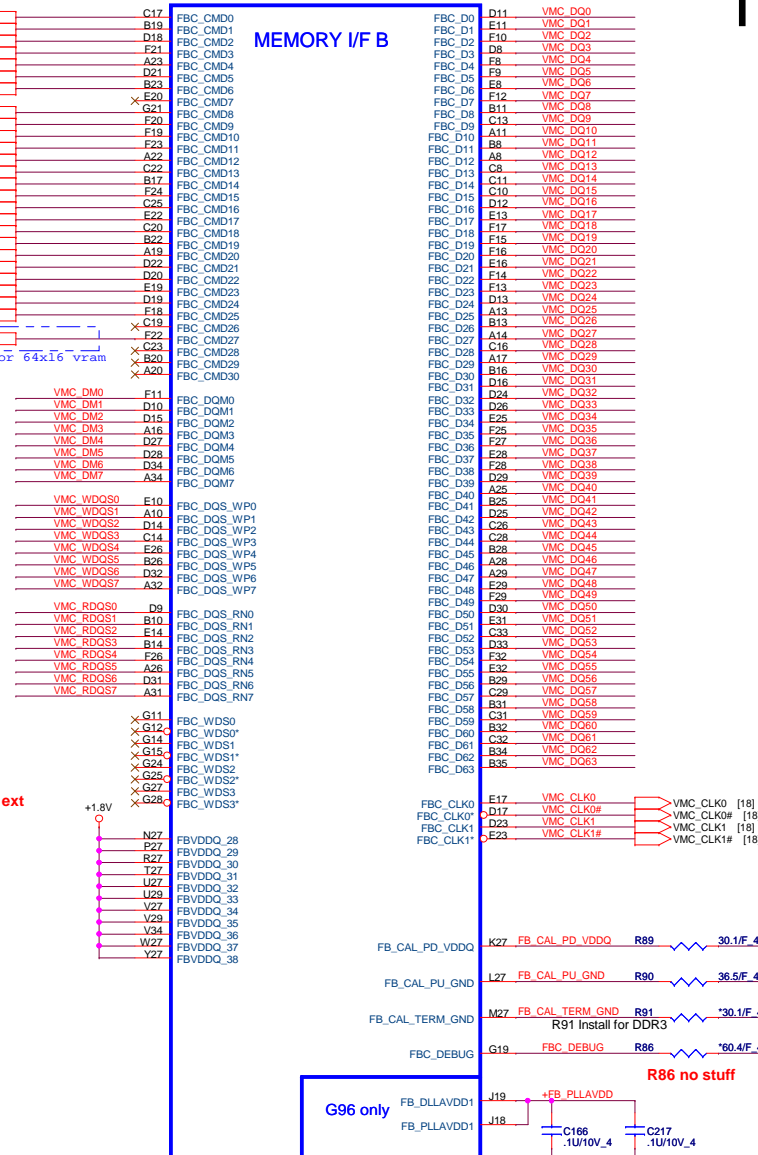 MEMORY I/F B
C17 FBC_CMD0
B19 FBC_CMD1
D18 FBC_CMD2
F21 FBC_CMD3
A23 FBC_CMD4
D21 FBC_CMD5
B23 FBC_CMD6
E20 FBC_CMD7
G21 FBC_CMD8
F20 FBC_CMD9
F19 FBC_CMD10
F23 FBC_CMD11
A22 FBC_CMD12
C22 FBC_CMD13
B17 FBC_CMD14
F24 FBC_CMD15
C25 FBC_CMD16
E22 FBC_CMD17
C20 FBC_CMD18
B22 FBC_CMD19
A19 FBC_CMD20
D22 FBC_CMD21
D20 FBC_CMD22
E19 FBC_CMD23
D19 FBC_CMD24
F18 FBC_CMD25
C19 FBC_CMD26
F22 FBC_CMD27
C23 FBC_CMD28
B20 FBC_CMD29
A20 FBC_CMD30
or 64x16 vram
VMC_DM0 F11 FBC_DQM0
VMC_DM1 D10 FBC_DQM1
VMC_DM2 D15 FBC_DQM2
VMC_DM3 A16 FBC_DQM3
VMC_DM4 D27 FBC_DQM4
VMC_DM5 D28 FBC_DQM5
VMC_DM6 D34 FBC_DQM6
VMC_DM7 A34 FBC_DQM7
VMC_WDQS0 E10 FBC_DQS_WP0
VMC_WDQS1 A10 FBC_DQS_WP1
VMC_WDQS2 D14 FBC_DQS_WP2
VMC_WDQS3 C14 FBC_DQS_WP3
VMC_WDQS4 E26 FBC_DQS_WP4
VMC_WDQS5 B26 FBC_DQS_WP5
VMC_WDQS6 D32 FBC_DQS_WP6
VMC_WDQS7 A32 FBC_DQS_WP7
VMC_RDQS0 D9 FBC_DQS_RN0
VMC_RDQS1 B10 FBC_DQS_RN1
VMC_RDQS2 E14 FBC_DQS_RN2
VMC_RDQS3 B14 FBC_DQS_RN3
VMC_RDQS4 F26 FBC_DQS_RN4
VMC_RDQS5 A26 FBC_DQS_RN5
VMC_RDQS6 D31 FBC_DQS_RN6
VMC_RDQS7 A31 FBC_DQS_RN7
G11 FBC_WDS0
G12 FBC_WDS0*
G14 FBC_WDS1
G15 FBC_WDS1*
G24 FBC_WDS2
G25 FBC_WDS2*
G27 FBC_WDS3
G28 FBC_WDS3*
ext
+1.8V
N27 FBVDDQ_28
P27 FBVDDQ_29
R27 FBVDDQ_30
T27 FBVDDQ_31
U27 FBVDDQ_32
U29 FBVDDQ_33
V27 FBVDDQ_34
V29 FBVDDQ_35
V34 FBVDDQ_36
W27 FBVDDQ_37
Y27 FBVDDQ_38
FBC_D0 D11 VMC_DQ0
FBC_D1 E11 VMC_DQ1
FBC_D2 F10 VMC_DQ2
FBC_D3 D8 VMC_DQ3
FBC_D4 F8 VMC_DQ4
FBC_D5 F9 VMC_DQ5
FBC_D6 E8 VMC_DQ6
FBC_D7 F12 VMC_DQ7
FBC_D8 B11 VMC_DQ8
FBC_D9 C13 VMC_DQ9
FBC_D10 A11 VMC_DQ10
FBC_D11 B8 VMC_DQ11
FBC_D12 A8 VMC_DQ12
FBC_D13 C8 VMC_DQ13
FBC_D14 C11 VMC_DQ14
FBC_D15 C10 VMC_DQ15
FBC_D16 D12 VMC_DQ16
FBC_D17 E13 VMC_DQ17
FBC_D18 F17 VMC_DQ18
FBC_D19 F15 VMC_DQ19
FBC_D20 F16 VMC_DQ20
FBC_D21 E16 VMC_DQ21
FBC_D22 F14 VMC_DQ22
FBC_D23 F13 VMC_DQ23
FBC_D24 D13 VMC_DQ24
FBC_D25 A13 VMC_DQ25
FBC_D26 B13 VMC_DQ26
FBC_D27 A14 VMC_DQ27
FBC_D28 C16 VMC_DQ28
FBC_D29 A17 VMC_DQ29
FBC_D30 B16 VMC_DQ30
FBC_D31 D16 VMC_DQ31
FBC_D32 D24 VMC_DQ32
FBC_D33 D26 VMC_DQ33
FBC_D34 E25 VMC_DQ34
FBC_D35 F25 VMC_DQ35
FBC_D36 F27 VMC_DQ36
FBC_D37 E28 VMC_DQ37
FBC_D38 F28 VMC_DQ38
FBC_D39 D29 VMC_DQ39
FBC_D40 A25 VMC_DQ40
FBC_D41 B25 VMC_DQ41
FBC_D42 D25 VMC_DQ42
FBC_D43 C26 VMC_DQ43
FBC_D44 C28 VMC_DQ44
FBC_D45 B28 VMC_DQ45
FBC_D46 A28 VMC_DQ46
FBC_D47 A29 VMC_DQ47
FBC_D48 E29 VMC_DQ48
FBC_D49 F29 VMC_DQ49
FBC_D50 D30 VMC_DQ50
FBC_D51 E31 VMC_DQ51
FBC_D52 C33 VMC_DQ52
FBC_D53 D33 VMC_DQ53
FBC_D54 F32 VMC_DQ54
FBC_D55 E32 VMC_DQ55
FBC_D56 B29 VMC_DQ56
FBC_D57 C29 VMC_DQ57
FBC_D58 B31 VMC_DQ58
FBC_D59 C31 VMC_DQ59
FBC_D60 B32 VMC_DQ60
FBC_D61 C32 VMC_DQ61
FBC_D62 B34 VMC_DQ62
FBC_D63 B35 VMC_DQ63
FBC_CLK0 E17 VMC_CLK0 VMC_CLK0 [18]
FBC_CLK0* D17 VMC_CLK0# VMC_CLK0# [18
FBC_CLK1 D23 VMC_CLK1 VMC_CLK1 [18]
FBC_CLK1* E23 VMC_CLK1# VMC_CLK1# [18
FB_CAL_PD_VDDQ K27 FB_CAL_PD_VDDQ R89 30.1/F_4
FB_CAL_PU_GND L27 FB_CAL_PU_GND R90 36.5/F_4
FB_CAL_TERM_GND M27 FB_CAL_TERM_GND R91 *30.1/F_4
R91 Install for DDR3
FBC_DEBUG G19 FBC_DEBUG R86 *60.4/F_4
R86 no stuff
G96 only
FB_DLLAVDD1 J19 +FB_PLLAVDD
FB_PLLAVDD1 J18
C166 C217
.1U/10V_4 .1U/10V_4